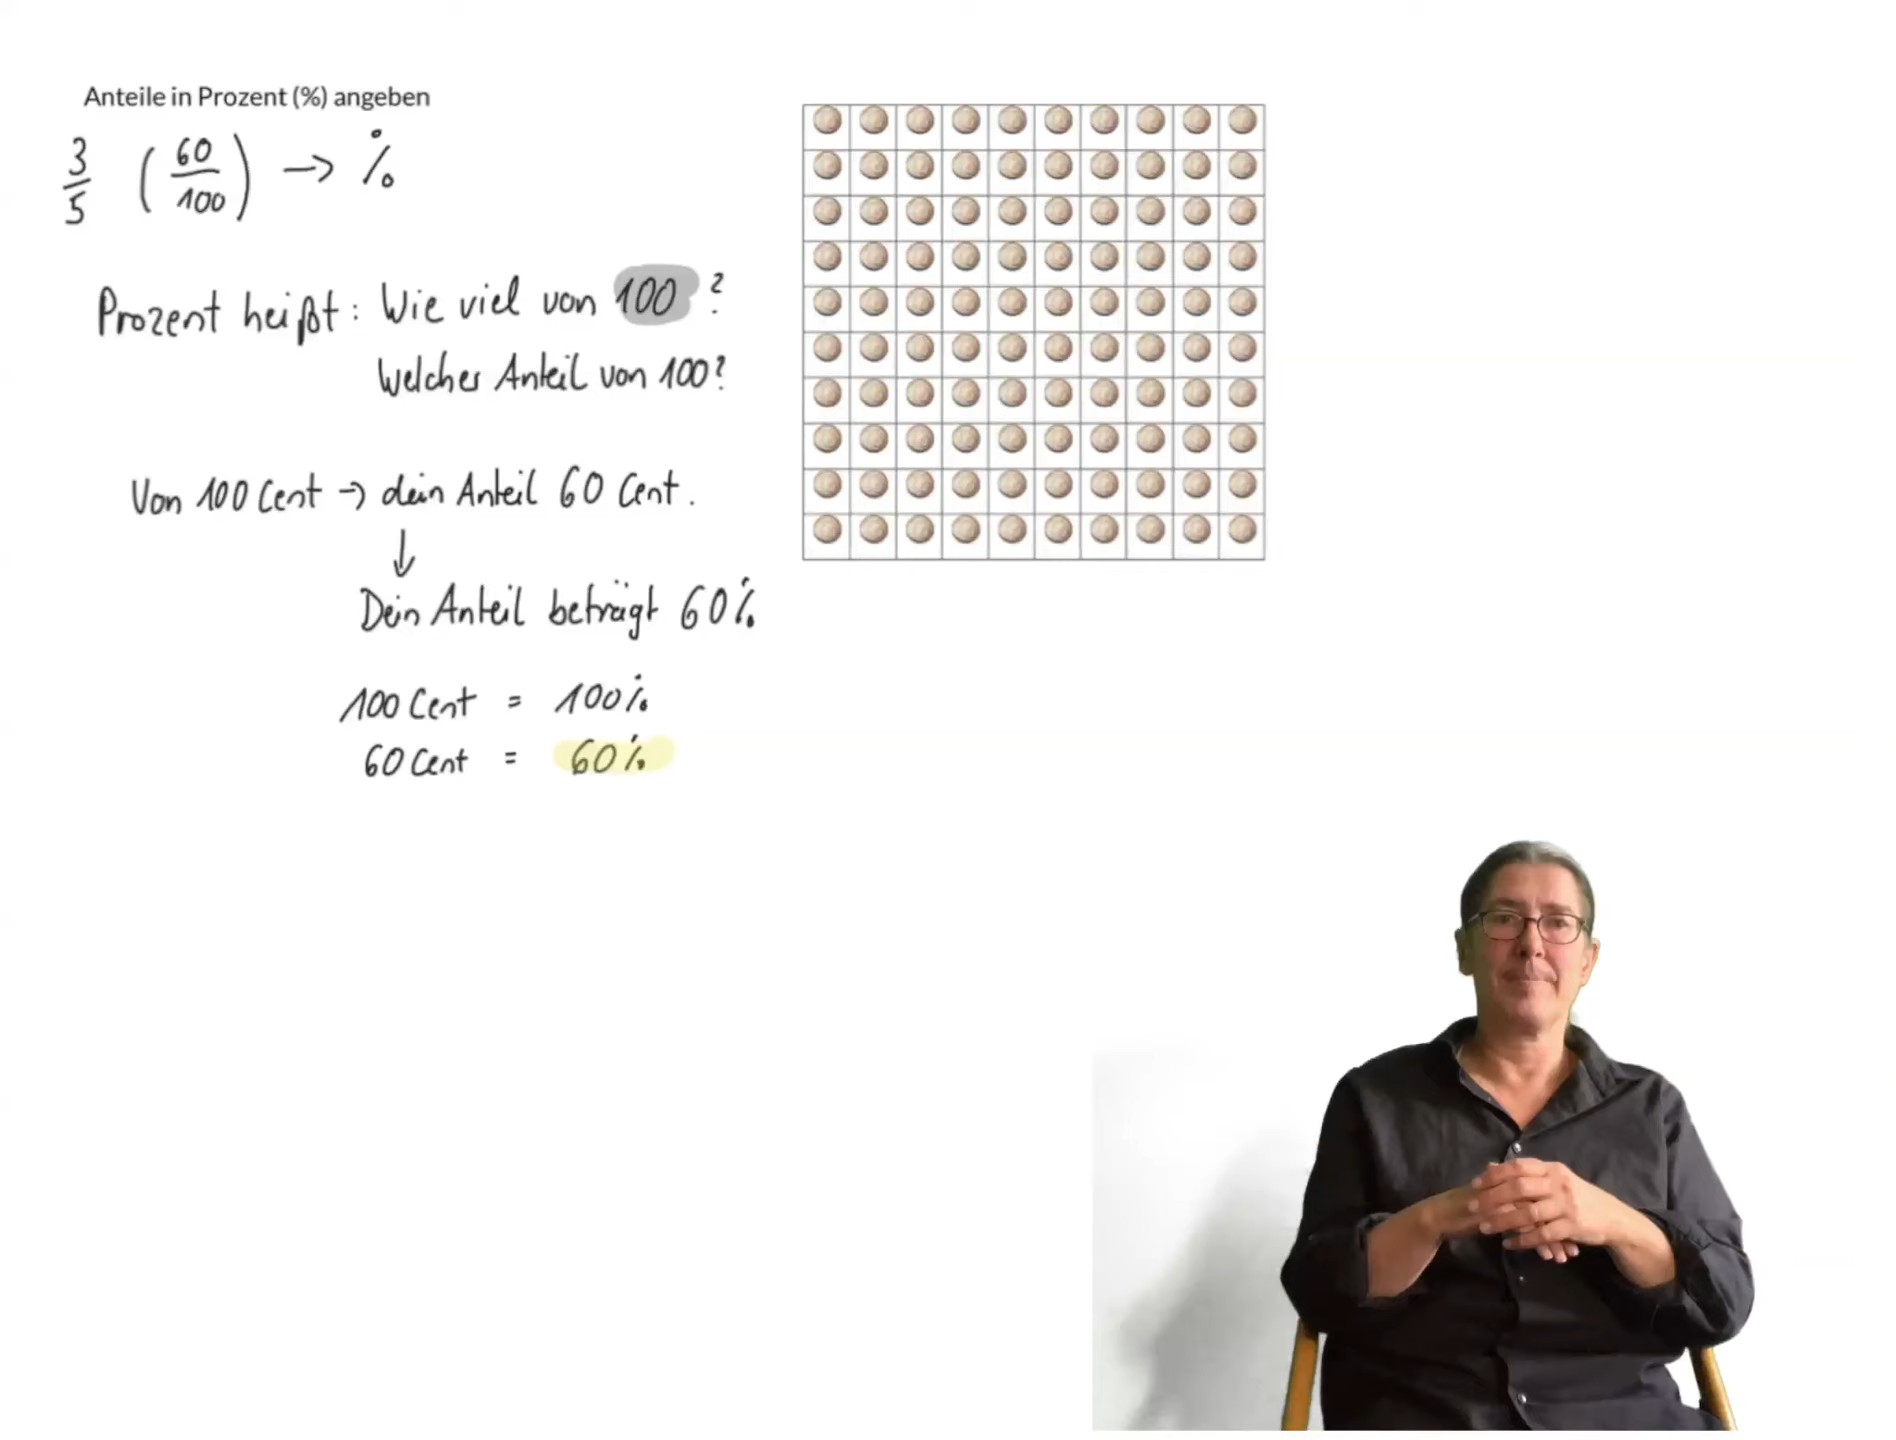 Anteile in Prozent (%) angeben
3/5 (60/100) → %
Prozent heißt: Wie viel von 100?
Welcher Anteil von 100?
Von 100 Cent → dein Anteil 60 Cent.
↓
Dein Anteil beträgt 60%
100 Cent = 100%
60 Cent = 60%